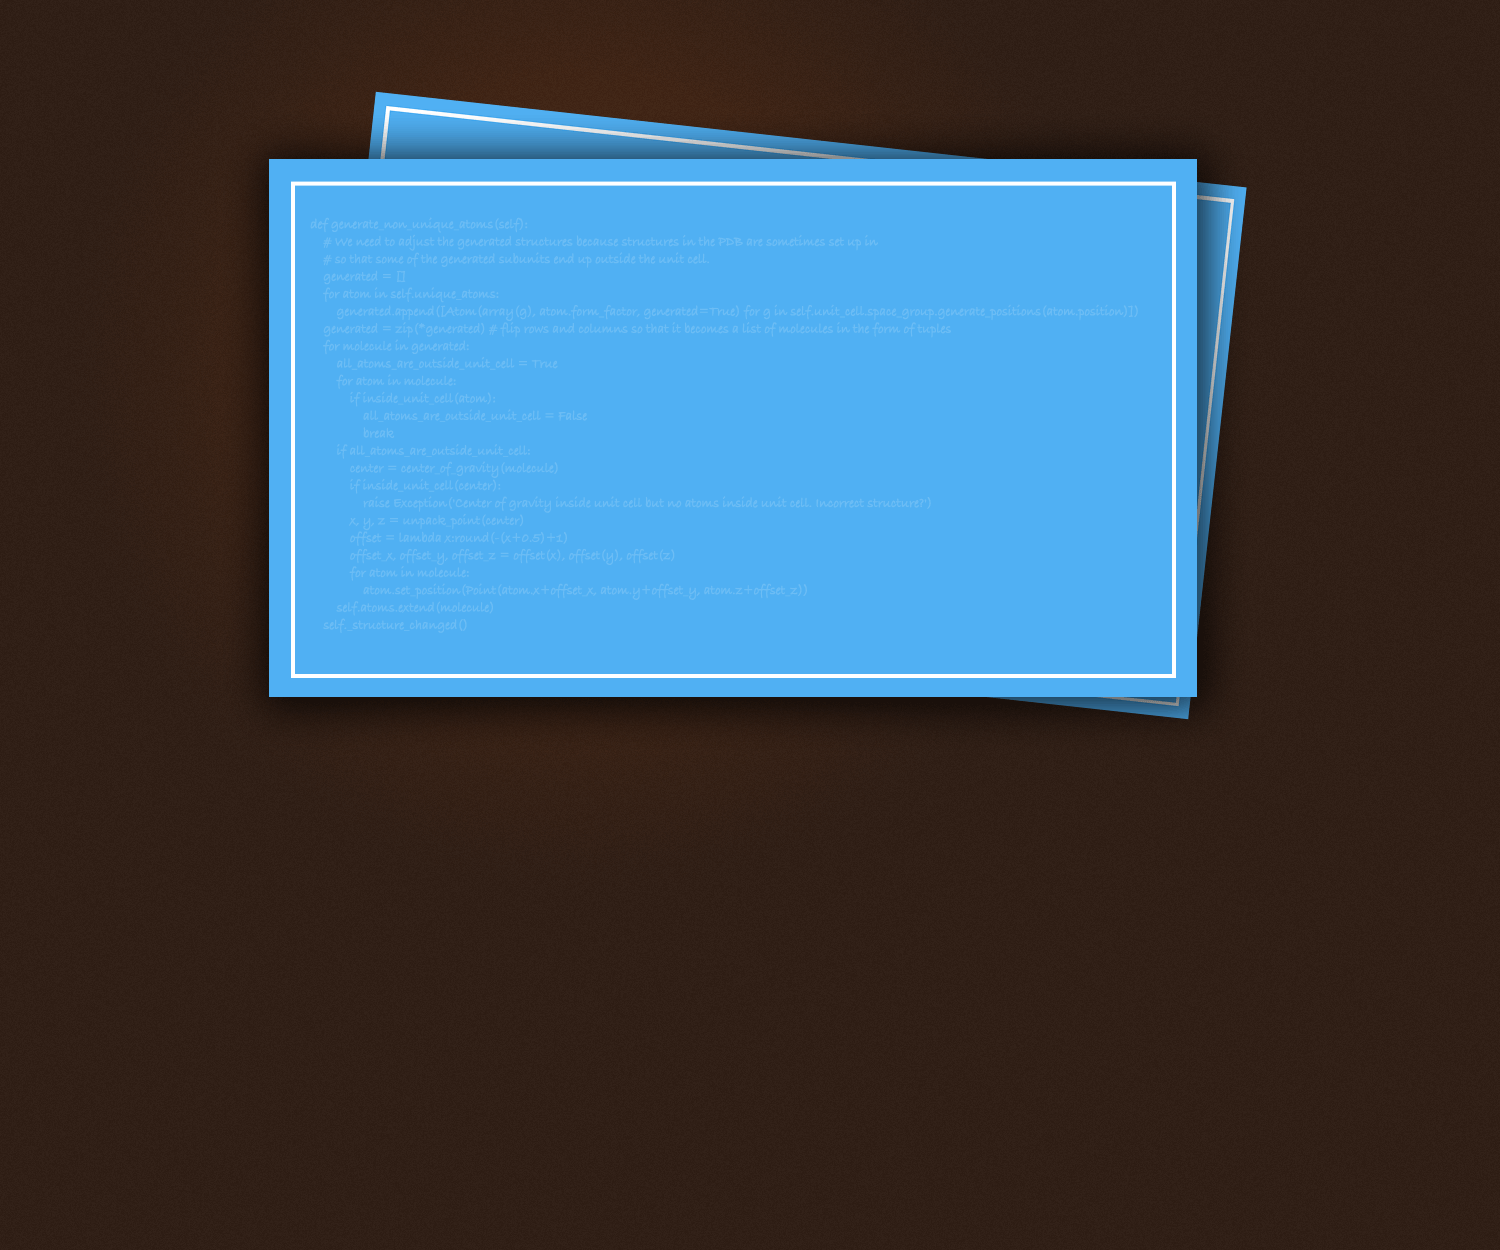 def generate_non_unique_atoms(self):
# We need to adjust the generated structures because structures in the PDB are sometimes set up in
# so that some of the generated subunits end up outside the unit cell.
generated = []
for atom in self.unique_atoms:
generated.append([Atom(array(g), atom.form_factor, generated=True) for g in self.unit_cell.space_group.generate_positions(atom.position)])
generated = zip(*generated) # flip rows and columns so that it becomes a list of molecules in the form of tuples
for molecule in generated:
all_atoms_are_outside_unit_cell = True
for atom in molecule:
if inside_unit_cell(atom):
all_atoms_are_outside_unit_cell = False
break
if all_atoms_are_outside_unit_cell:
center = center_of_gravity(molecule)
if inside_unit_cell(center):
raise Exception('Center of gravity inside unit cell but no atoms inside unit cell. Incorrect structure?')
x, y, z = unpack_point(center)
offset = lambda x:round(-(x+0.5)+1)
offset_x, offset_y, offset_z = offset(x), offset(y), offset(z)
for atom in molecule:
atom.set_position(Point(atom.x+offset_x, atom.y+offset_y, atom.z+offset_z))
self.atoms.extend(molecule)
self._structure_changed()